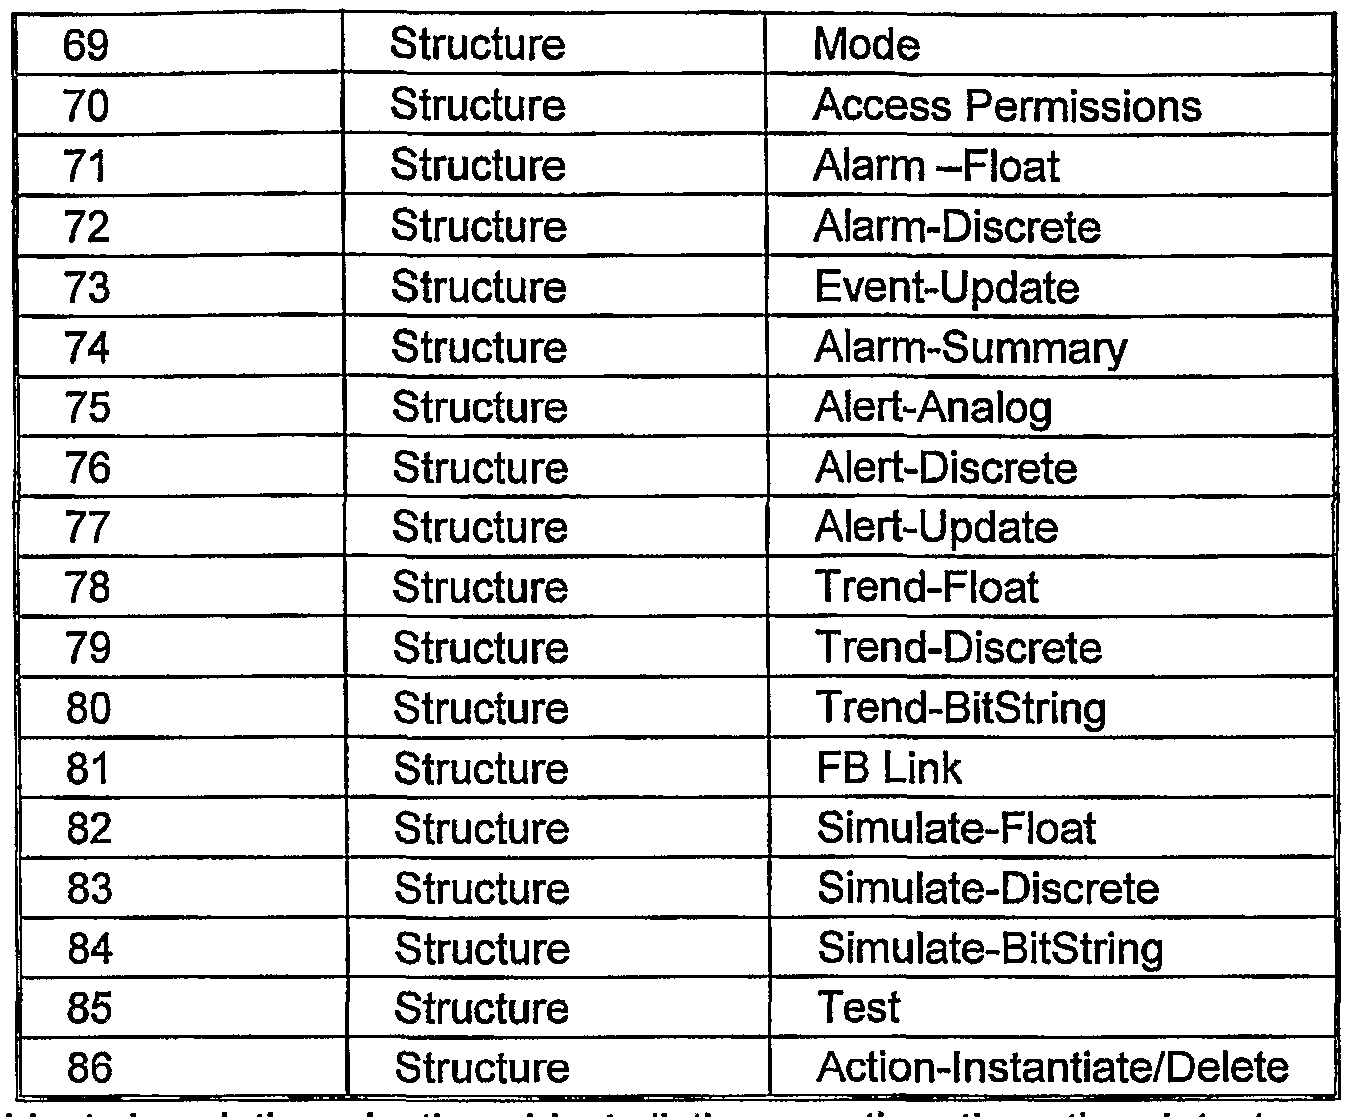 69 Structure Mode
70 Structure Access Permissions
71 Structure Alarm –Float
72 Structure Alarm-Discrete
73 Structure Event-Update
74 Structure Alarm-Summary
75 Structure Alert-Analog
76 Structure Alert-Discrete
77 Structure Alert-Update
78 Structure Trend-Float
79 Structure Trend-Discrete
80 Structure Trend-BitString
81 Structure FB Link
82 Structure Simulate-Float
83 Structure Simulate-Discrete
84 Structure Simulate-BitString
85 Structure Test
86 Structure Action-Instantiate/Delete